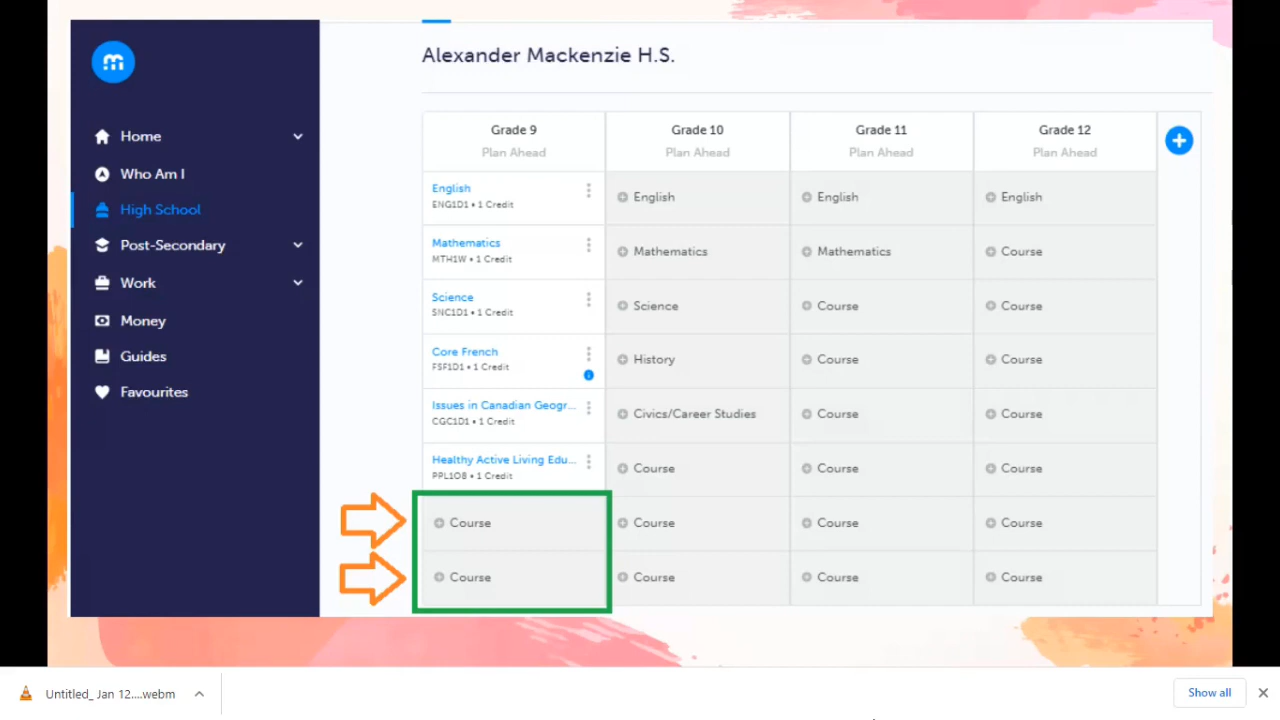 Alexander Mackenzie H.S.
Home
Who Am I
High School
Post-Secondary
Work
Money
Guides
Favourites
Grade 9 Grade 10 Grade 11 Grade 12
Plan Ahead Plan Ahead Plan Ahead Plan Ahead
English
ENG1D1 • 1 Credit
English English English
Mathematics
MTH1W • 1 Credit
Mathematics Mathematics Course
Science
SNC1D1 • 1 Credit
Science Course Course
Core French
FSF1D1 • 1 Credit
History Course Course
Issues in Canadian Geogr...
CGC1D1 • 1 Credit
Civics/Career Studies Course Course
Healthy Active Living Edu...
PPL1O8 • 1 Credit
Course Course Course
Course Course Course Course
Course Course Course Course
Untitled_ Jan 12....webm
Show all